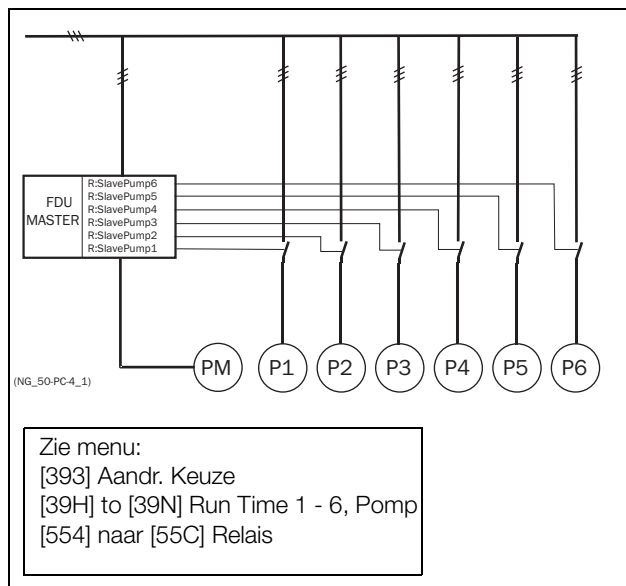 R:SlavePump6
R:SlavePump5
R:SlavePump4
R:SlavePump3
R:SlavePump2
R:SlavePump1
FDU
MASTER
PM
P1
P2
P3
P4
P5
P6
(NG_50-PC-4_1)
Zie menu:
[393] Aandr. Keuze
[39H] to [39N] Run Time 1 - 6, Pomp
[554] naar [55C] Relais